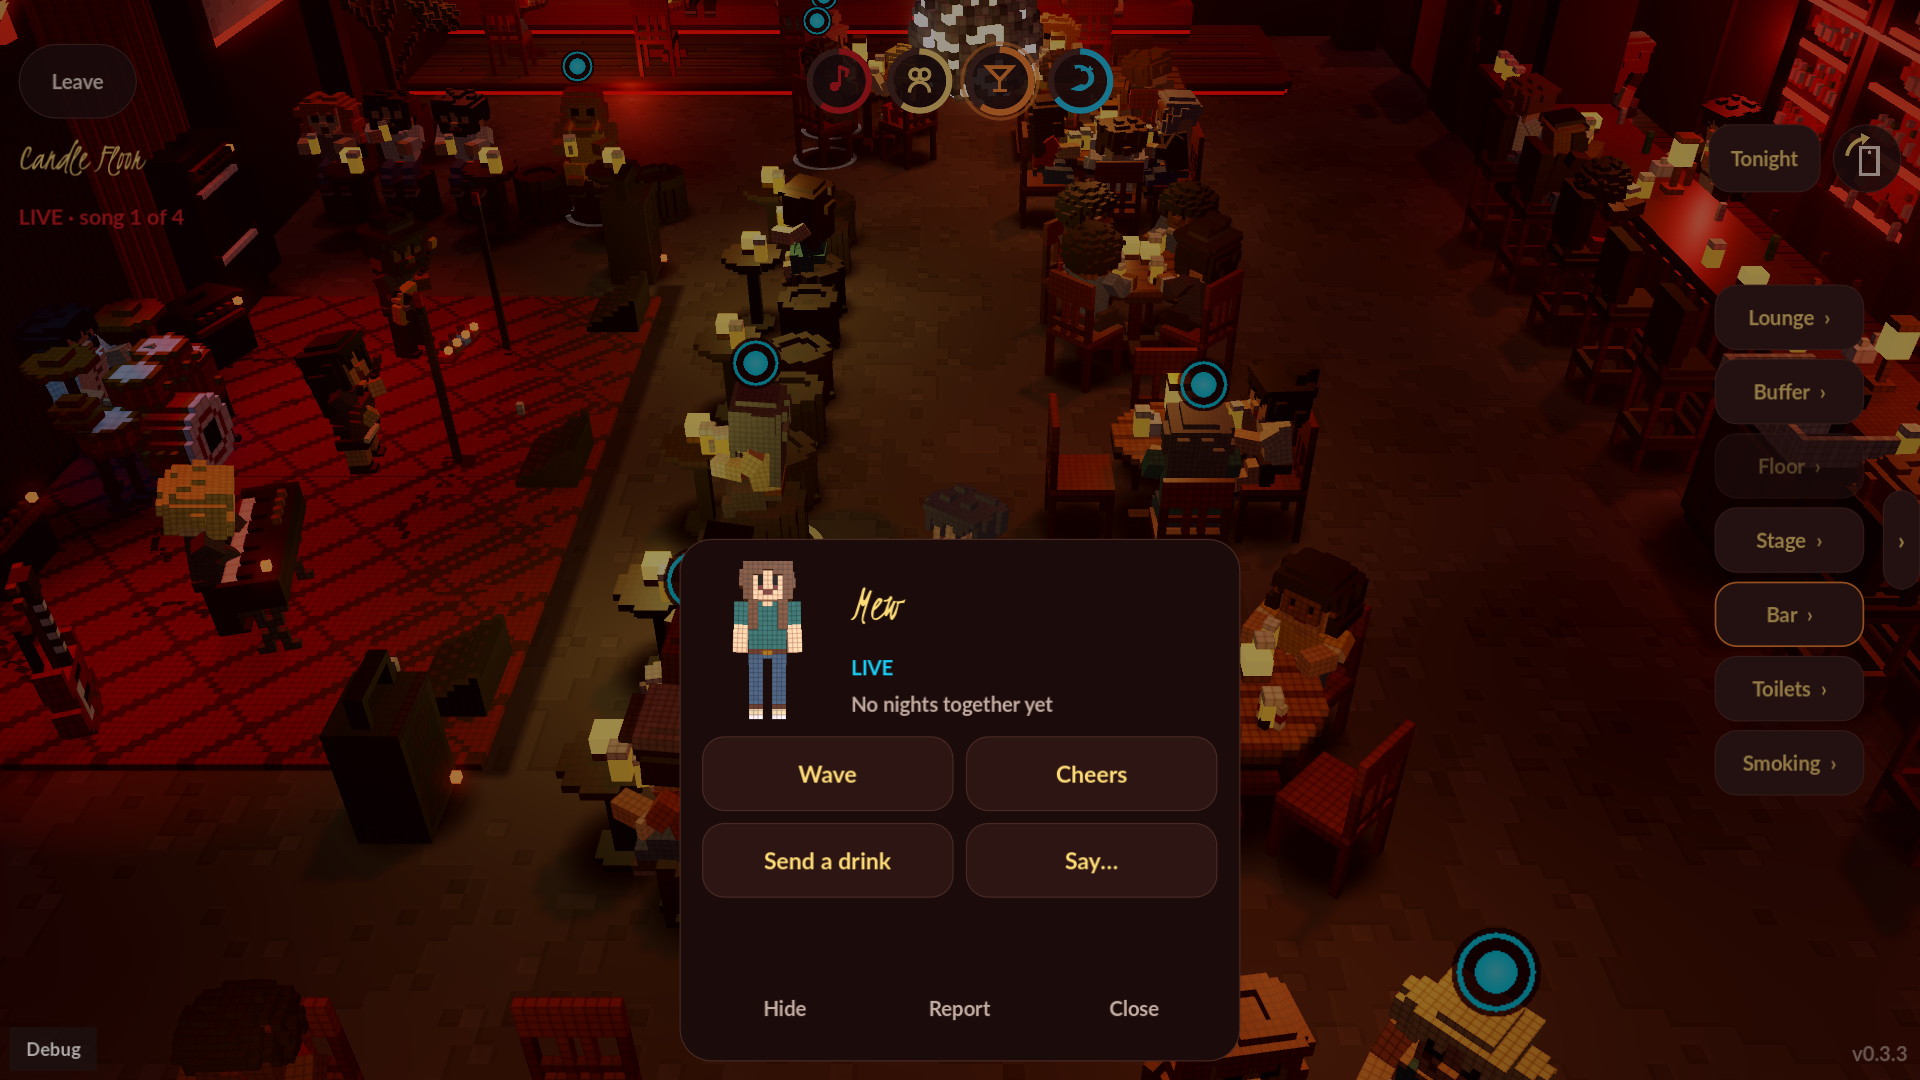 Leave
Candle Floor
LIVE · song 1 of 4
Tonight
Lounge ›
Buffer ›
Floor ›
Stage ›
Bar ›
Toilets ›
Smoking ›
›
Mew
LIVE
No nights together yet
Wave
Cheers
Send a drink
Say...
Hide
Report
Close
Debug
v0.3.3